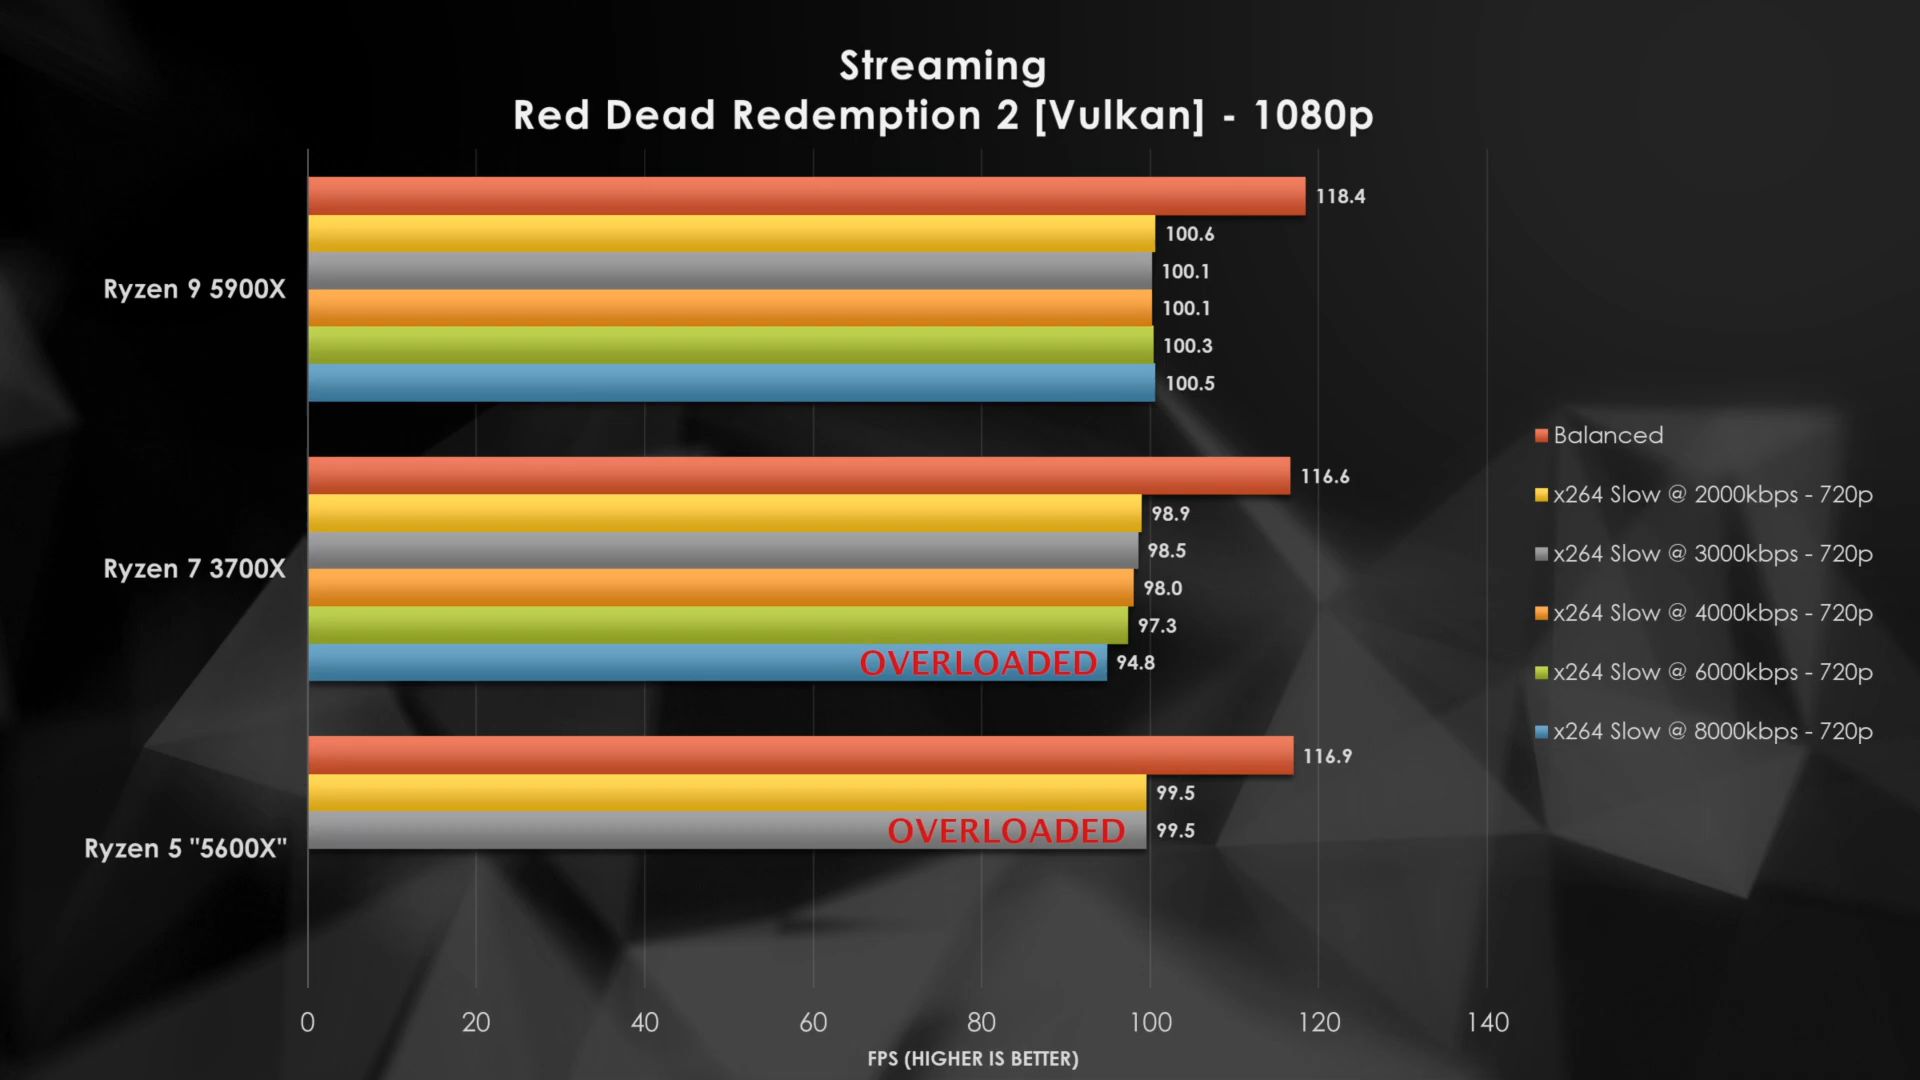 Streaming
Red Dead Redemption 2 [Vulkan] - 1080p
Ryzen 9 5900X
118.4
100.6
100.1
100.1
100.3
100.5
Ryzen 7 3700X
116.6
98.9
98.5
98.0
97.3
OVERLOADED 94.8
Ryzen 5 "5600X"
116.9
99.5
OVERLOADED 99.5
0 20 40 60 80 100 120 140
FPS (HIGHER IS BETTER)
Balanced
x264 Slow @ 2000kbps - 720p
x264 Slow @ 3000kbps - 720p
x264 Slow @ 4000kbps - 720p
x264 Slow @ 6000kbps - 720p
x264 Slow @ 8000kbps - 720p